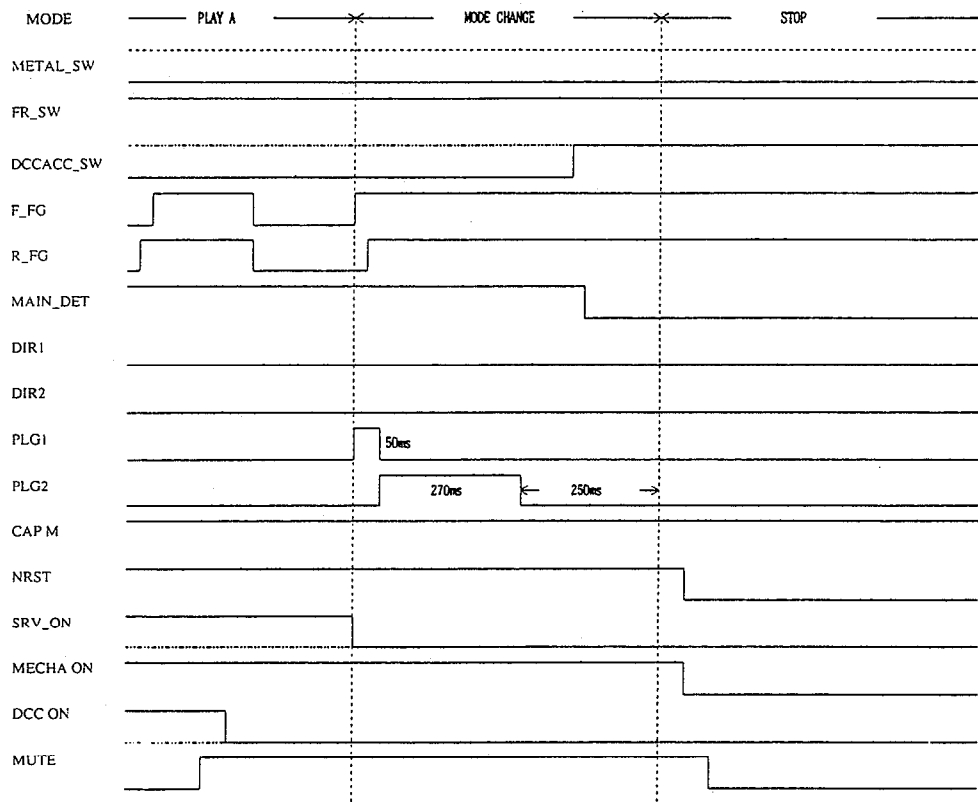 MODE PLAY A MODE CHANGE STOP
METAL_SW
FR_SW
DCCACC_SW
F_FG
R_FG
MAIN_DET
DIR1
DIR2
PLG1 50ms
PLG2 270ms 250ms
CAP M
NRST
SRV_ON
MECHA ON
DCC ON
MUTE